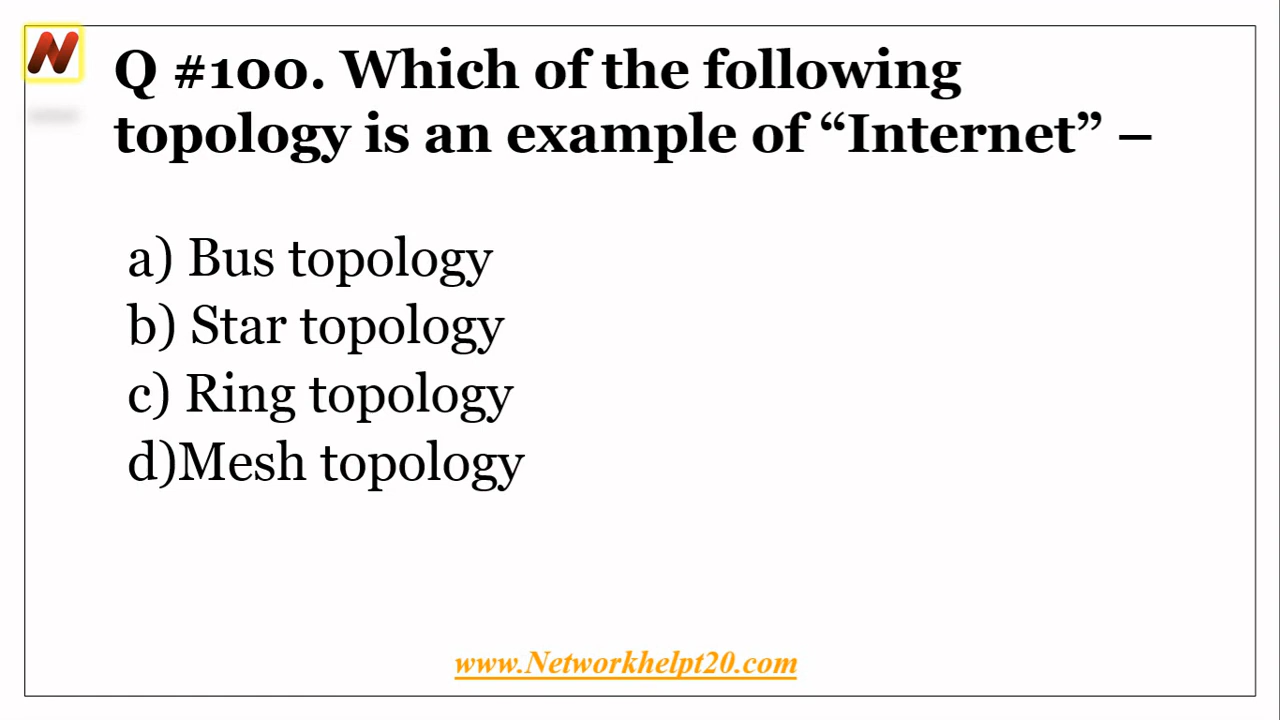 N
Q #100. Which of the following
topology is an example of “Internet” –
a) Bus topology
b) Star topology
c) Ring topology
d)Mesh topology
www.Networkhelpt20.com